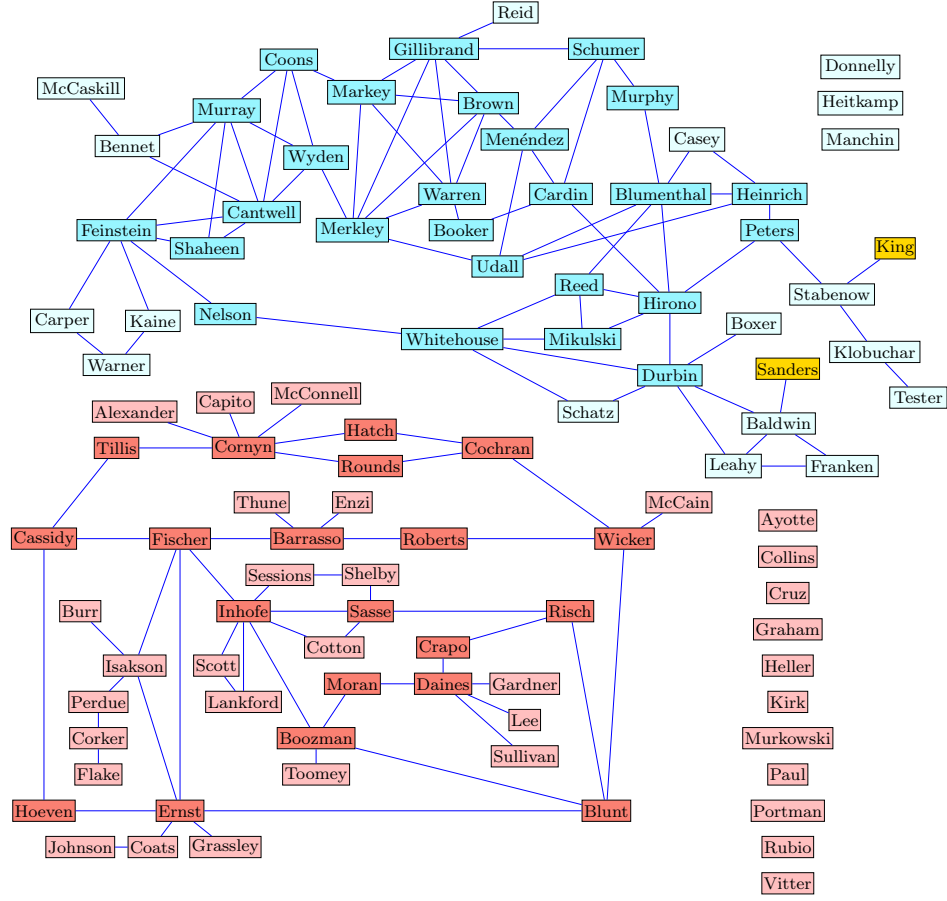 Reid
Gillibrand
Schumer
Coons
Donnelly
McCaskill
Markey
Murphy
Brown
Heitkamp
Murray
Menéndez
Casey
Manchin
Bennet
Wyden
Warren
Cardin
Blumenthal
Heinrich
Cantwell
Feinstein
Merkley
Booker
Peters
Shaheen
King
Udall
Reed
Stabenow
Hirono
Carper
Kaine
Nelson
Boxer
Whitehouse
Mikulski
Klobuchar
Warner
Durbin
Sanders
McConnell
Tester
Capito
Alexander
Schatz
Baldwin
Hatch
Tillis
Cornyn
Cochran
Rounds
Leahy
Franken
Thune
Enzi
McCain
Ayotte
Cassidy
Fischer
Barrasso
Roberts
Wicker
Collins
Sessions
Shelby
Cruz
Burr
Inhofe
Sasse
Risch
Graham
Cotton
Crapo
Isakson
Scott
Heller
Moran
Daines
Gardner
Perdue
Lankford
Kirk
Lee
Corker
Boozman
Murkowski
Sullivan
Flake
Toomey
Paul
Hoeven
Ernst
Blunt
Portman
Johnson
Coats
Grassley
Rubio
Vitter